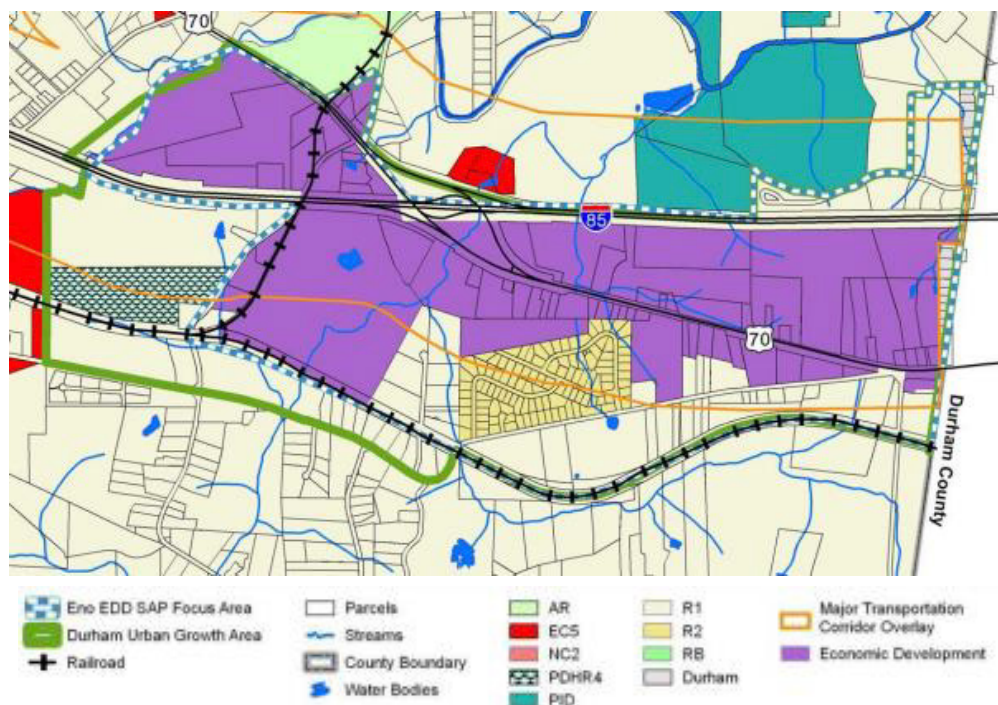 70
85
70
Durham County
Eno EDD SAP Focus Area
Durham Urban Growth Area
Railroad
Parcels
Streams
County Boundary
Water Bodies
AR
EC5
NC2
PDHR4
PID
R1
R2
RB
Durham
Major Transportation
Corridor Overlay
Economic Development